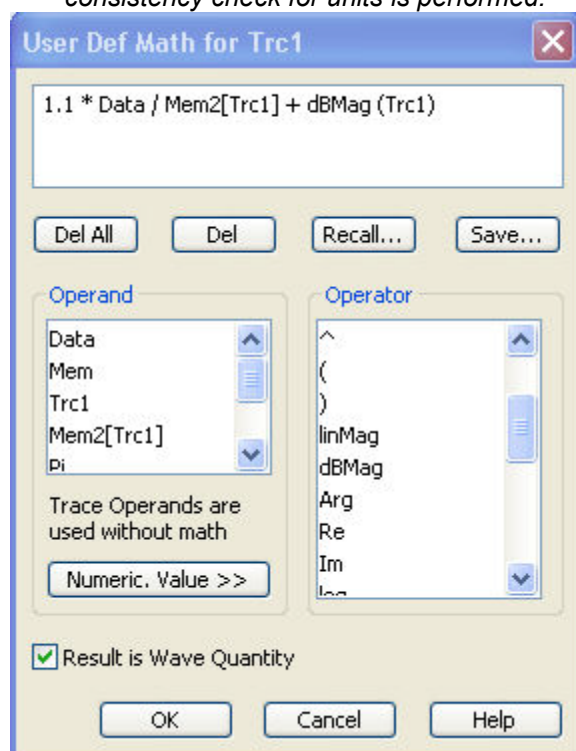 consistency check for units is performed.
User Def Math for Trc1
1.1 * Data / Mem2[Trc1] + dBMag (Trc1)
Del All Del Recall... Save...
Operand
Data
Mem
Trc1
Mem2[Trc1]
Pi
Trace Operands are
used without math
Numeric. Value >>
Operator
^
(
)
linMag
dBMag
Arg
Re
Im
log
Result is Wave Quantity
OK Cancel Help